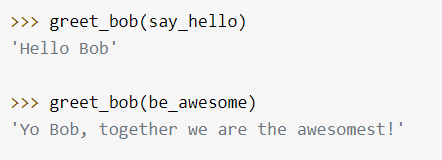 >>> greet_bob(say_hello)
'Hello Bob'
>>> greet_bob(be_awesome)
'Yo Bob, together we are the awesomest!'